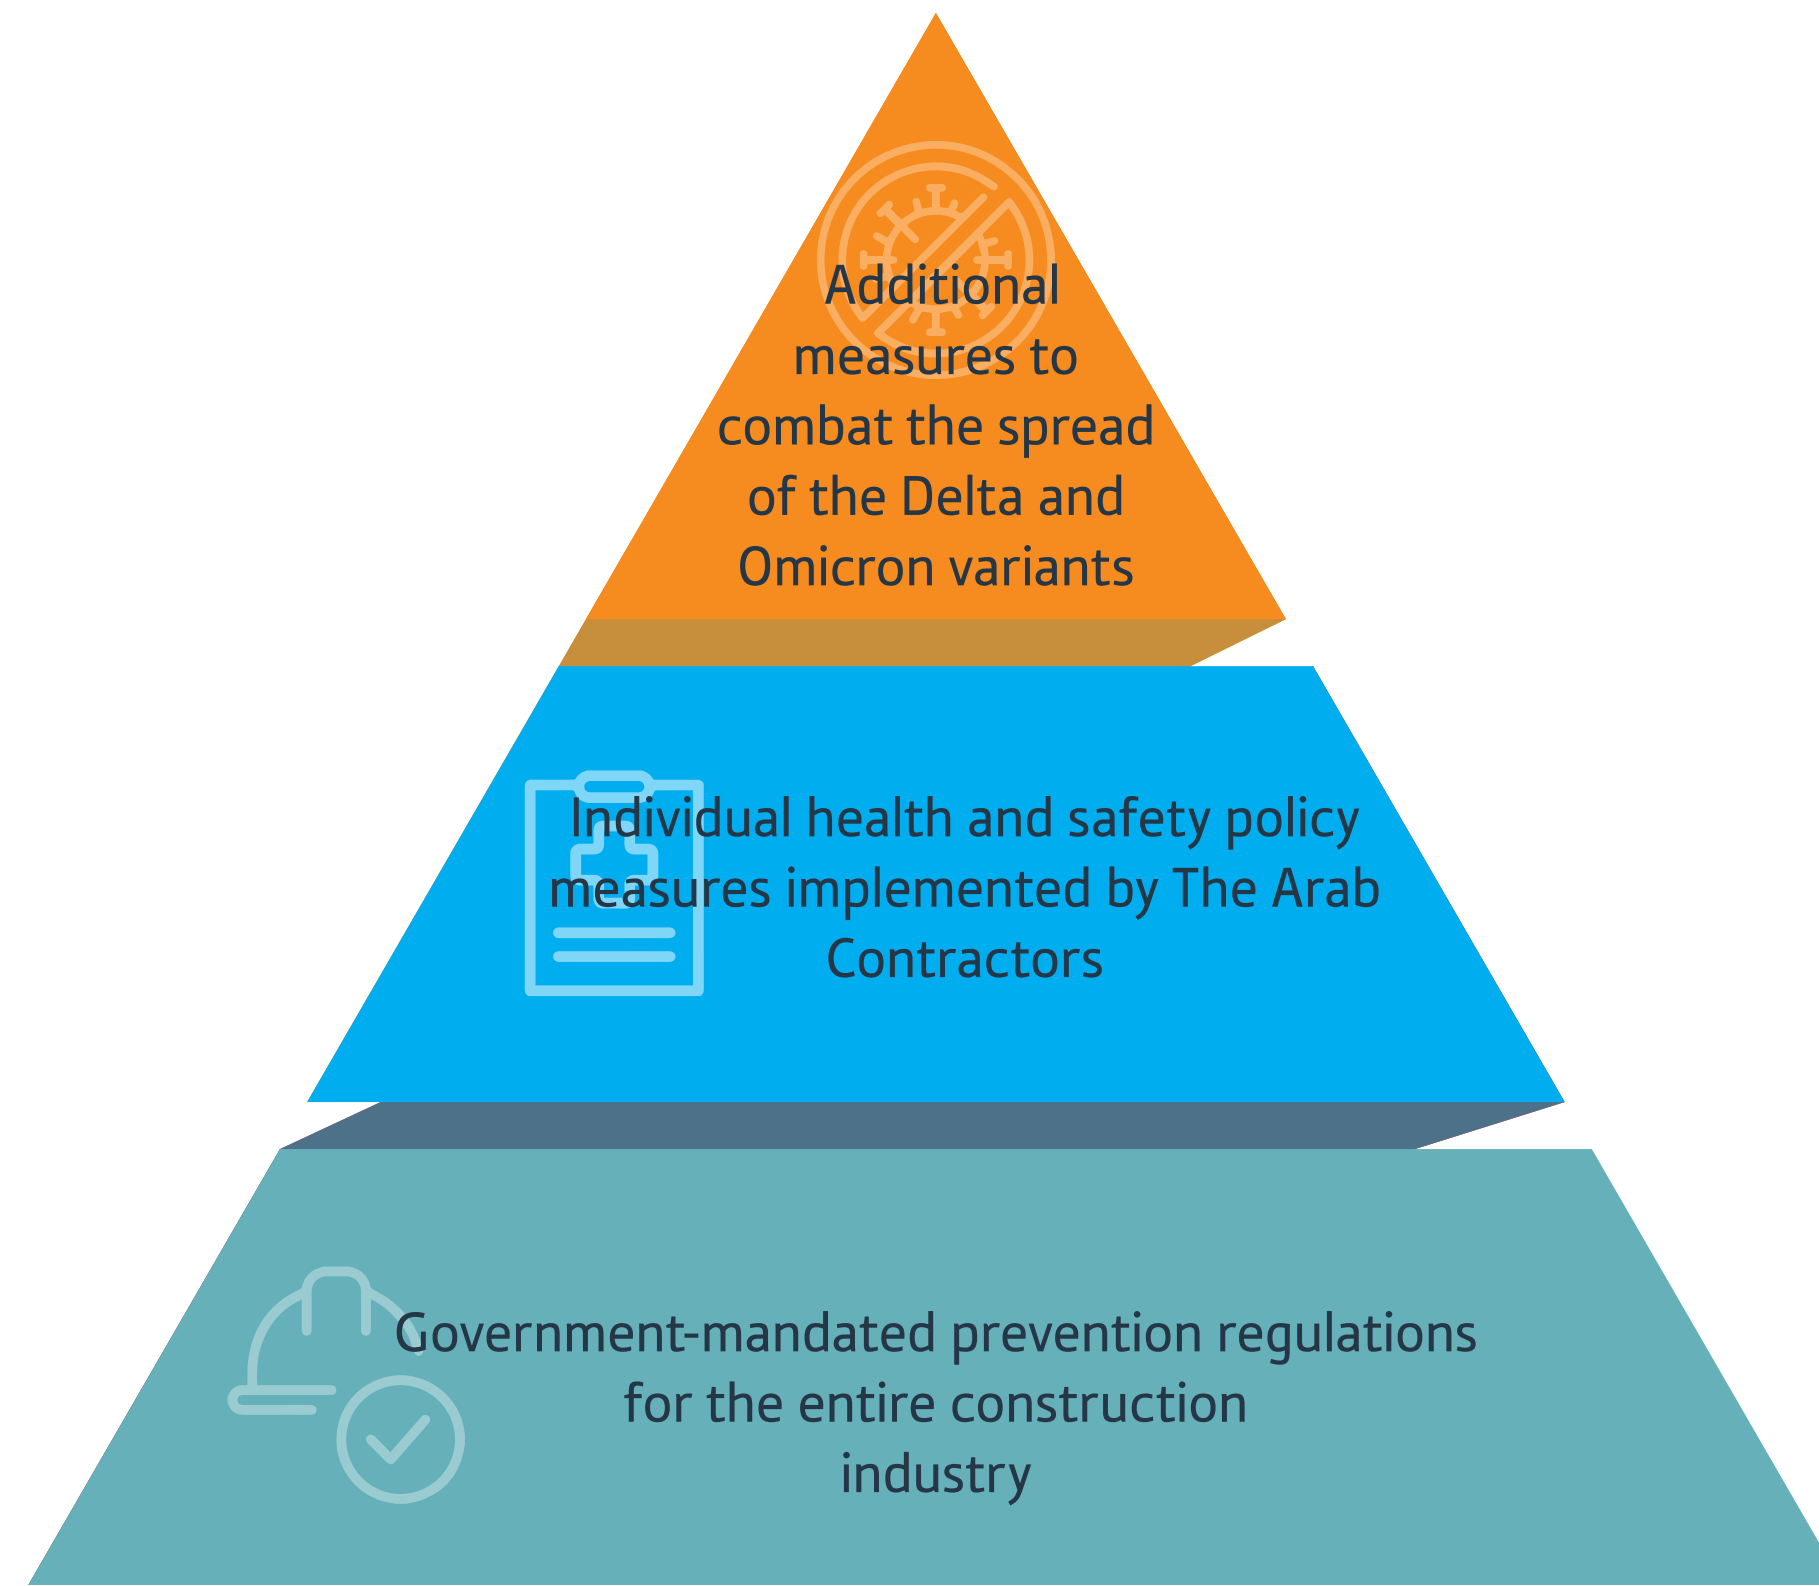 Additional
measures to
combat the spread
of the Delta and
Omicron variants
Individual health and safety policy
measures implemented by The Arab
Contractors
Government-mandated prevention regulations
for the entire construction
industry